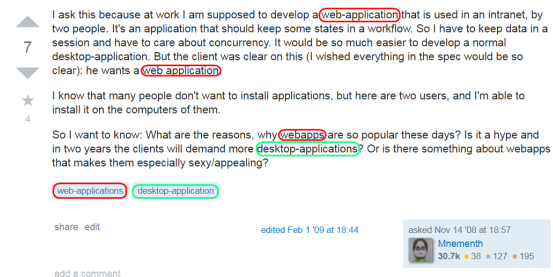 I ask this because at work I am supposed to develop a web-application that is used in an intranet, by
two people. It's an application that should keep some states in a workflow. So I have to keep data in a
session and have to care about concurrency. It would be so much easier to develop a normal
desktop-application. But the client was clear on this (I wished everything in the spec would be so
clear): he wants a web application.
7
I know that many people don't want to install applications, but here are two users, and I'm able to
install it on the computers of them.
4
So I want to know: What are the reasons, why webapps are so popular these days? Is it a hype and
in two years the clients will demand more desktop-applications? Or is there something about webapps
that makes them especially sexy/appealing?
web-applications desktop-application
share edit
edited Feb 1 '09 at 18:44
asked Nov 14 '08 at 18:57
Mnementh
30.7k 38 127 195
add a comment